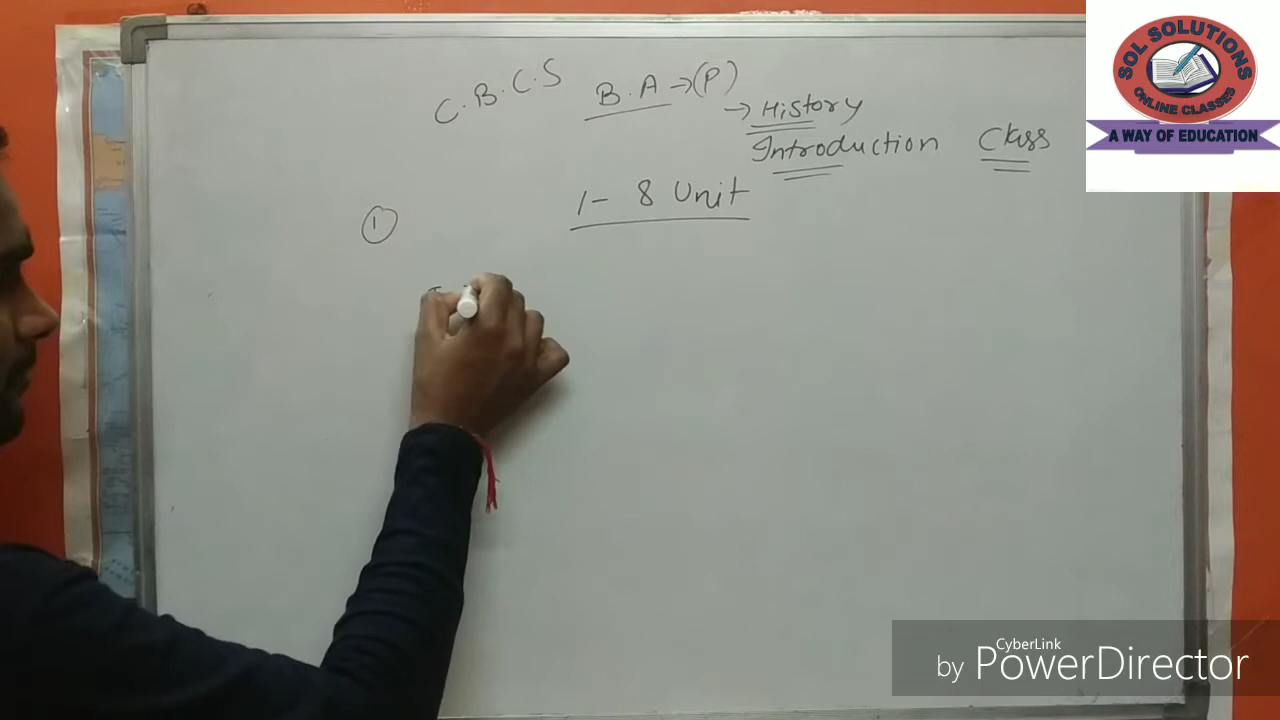 C.B.C.S B.A →(P)
→ History
Introduction Class
1- 8 Unit
①
SOL SOLUTIONS
ONLINE CLASSES
A WAY OF EDUCATION
CyberLink
by PowerDirector